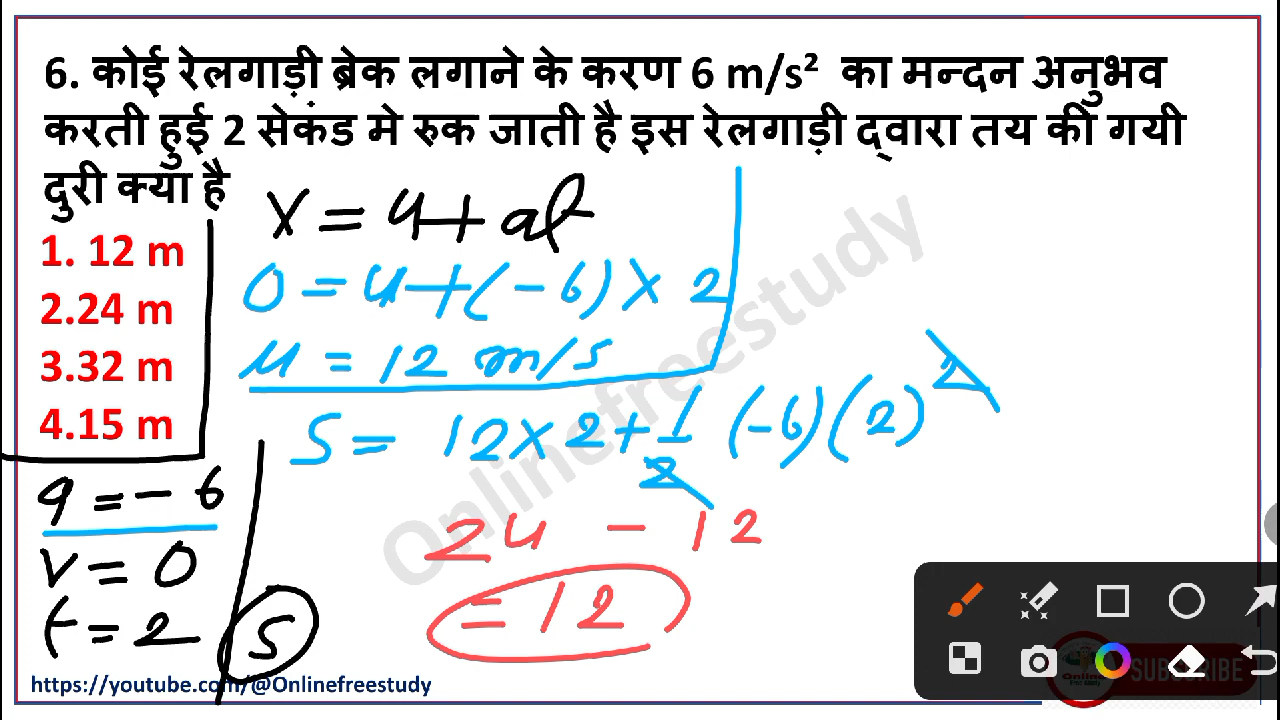 6. कोई रेलगाड़ी ब्रेक लगाने के करण 6 m/s² का मन्दन अनुभव
करती हुई 2 सेकंड मे रुक जाती है इस रेलगाड़ी द्वारा तय की गयी
दुरी क्या है
1. 12 m
2.24 m
3.32 m
4.15 m
X = u + at
0 = u + (-6) X 2
u = 12 m/s
S = 12 X 2 + 1/2 (-6) (2)²
24 - 12
= 12
a = - 6
v = 0
t = 2
S
Onlinefreestudy
https://youtube.com/@Onlinefreestudy
SUBSCRIBE